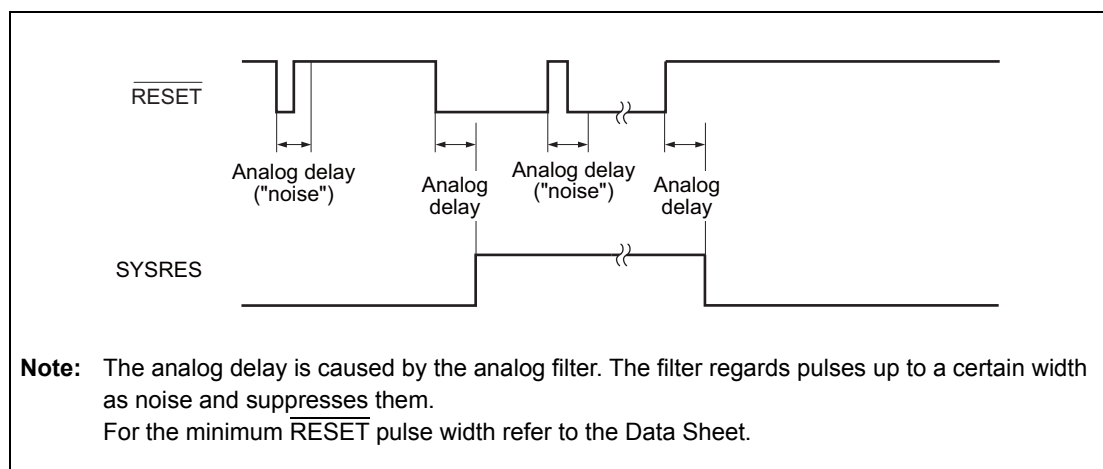 RESET
Analog delay
("noise")
Analog
delay
Analog delay
("noise")
Analog
delay
SYSRES
Note: The analog delay is caused by the analog filter. The filter regards pulses up to a certain width
as noise and suppresses them.
For the minimum RESET pulse width refer to the Data Sheet.